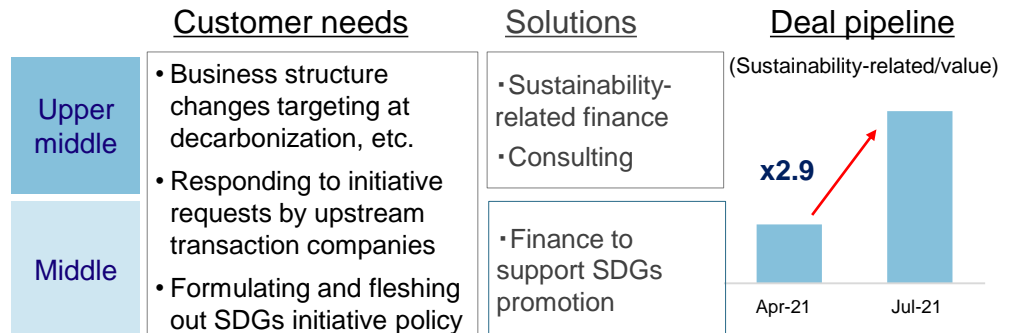 Customer needs
Solutions
Deal pipeline
(Sustainability-related/value)
Upper
middle
• Business structure
changes targeting at
decarbonization, etc.
• Responding to initiative
requests by upstream
transaction companies
• Formulating and fleshing
out SDGs initiative policy
・Sustainability-
related finance
・Consulting
Middle
・Finance to
support SDGs
promotion
x2.9
Apr-21
Jul-21